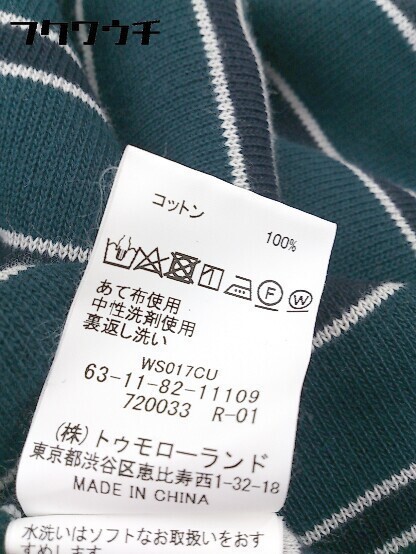 フクワウチ
コットン
100%
F W
あて布使用
中性洗剤使用
裏返し洗い
WS017CU
63-11-82-11109
720033 R-01
(株)トゥモローランド
東京都渋谷区恵比寿西1-32-18
MADE IN CHINA
水洗いはソフトなお取扱いをおす
すめします。